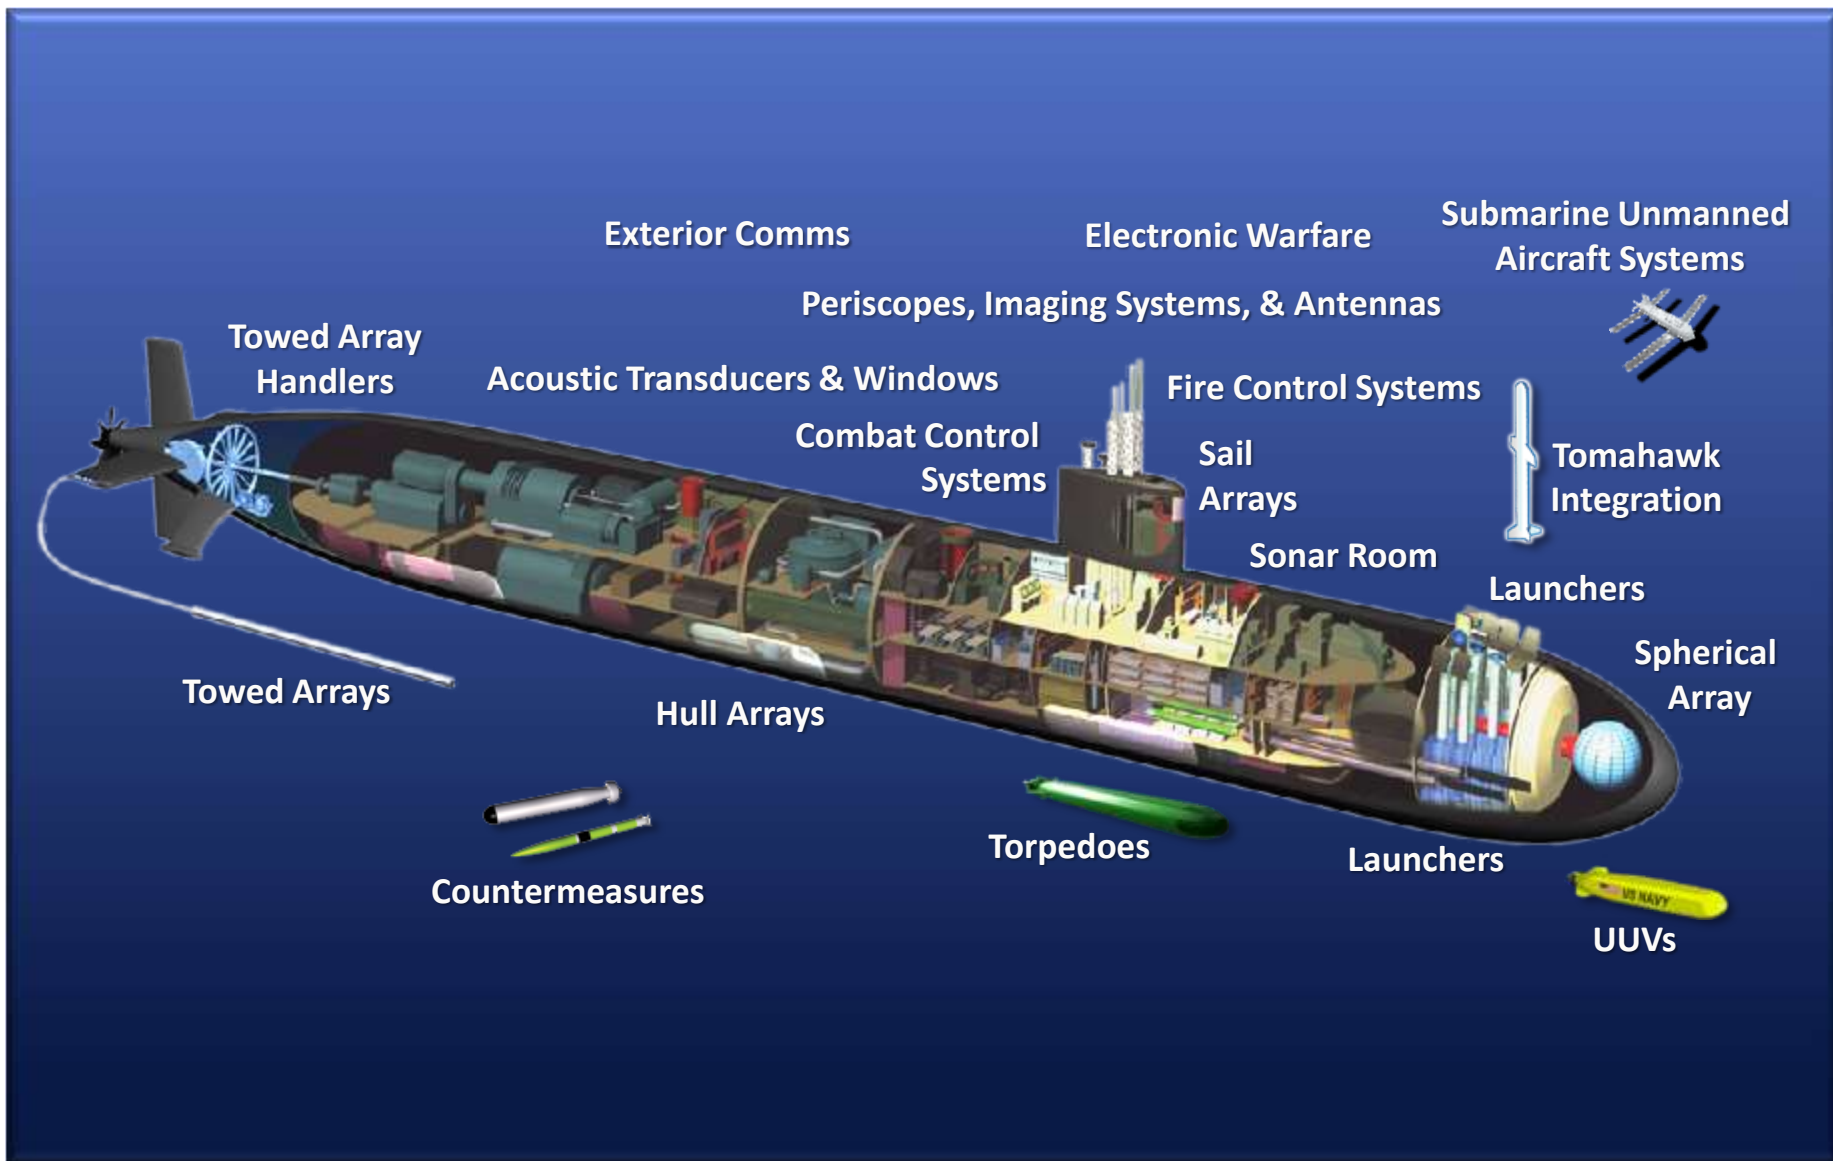 Submarine Unmanned
Aircraft Systems
Exterior Comms
Electronic Warfare
Periscopes, Imaging Systems, & Antennas
Towed Array
Handlers
Acoustic Transducers & Windows
Fire Control Systems
Combat Control
Systems
Sail
Arrays
Tomahawk
Integration
Sonar Room
Launchers
Spherical
Array
Towed Arrays
Hull Arrays
Torpedoes
Launchers
Countermeasures
US NAVY
UUVs